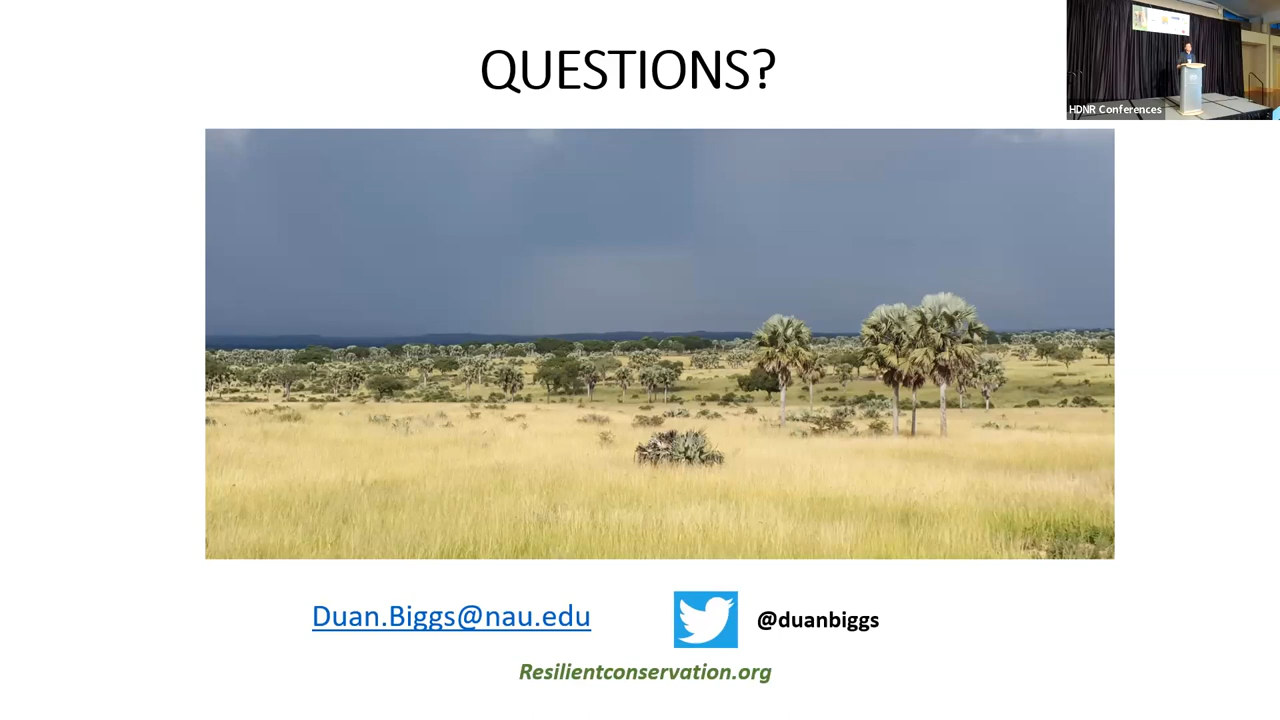 QUESTIONS?
HDNR Conferences
Duan.Biggs@nau.edu
@duanbiggs
Resilientconservation.org